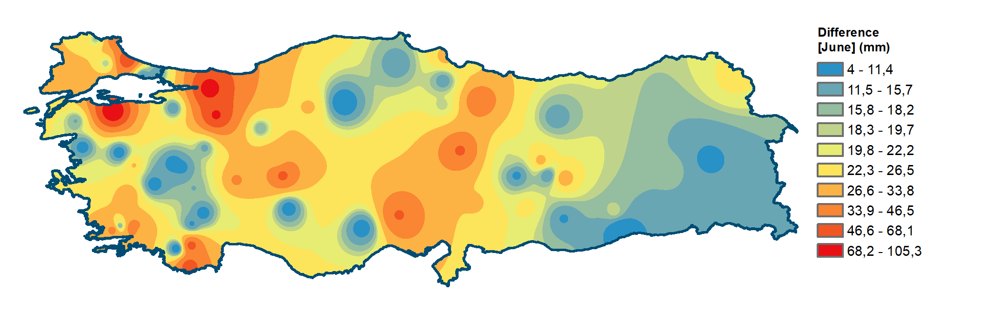 Difference
[June] (mm)
4 - 11,4
11,5 - 15,7
15,8 - 18,2
18,3 - 19,7
19,8 - 22,2
22,3 - 26,5
26,6 - 33,8
33,9 - 46,5
46,6 - 68,1
68,2 - 105,3